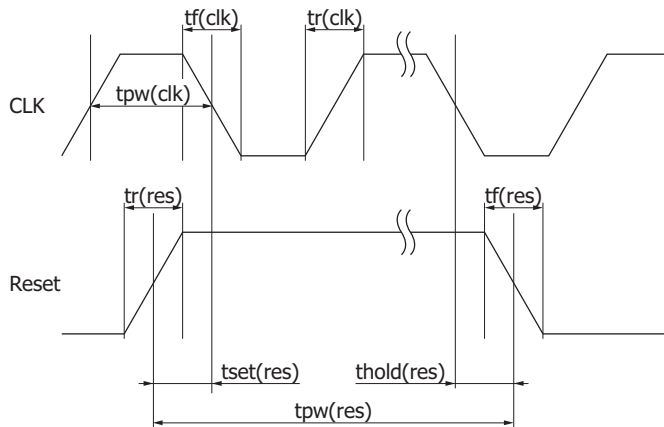 tf(clk) tr(clk)
CLK
tpw(clk)
tr(res) tf(res)
Reset
tset(res) thold(res)
tpw(res)